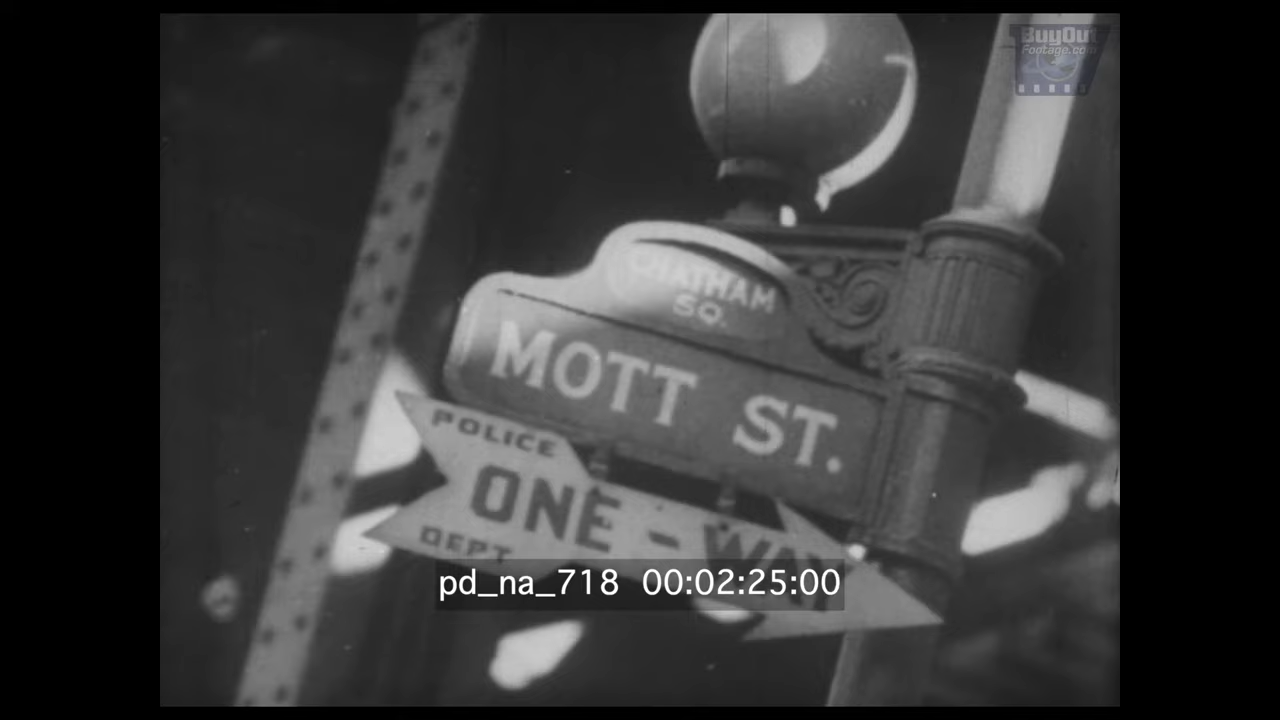 BuyOut
Footage.com
CHATHAM
SQ.
MOTT ST.
POLICE
ONE-WAY
DEPT
pd_na_718 00:02:25:00